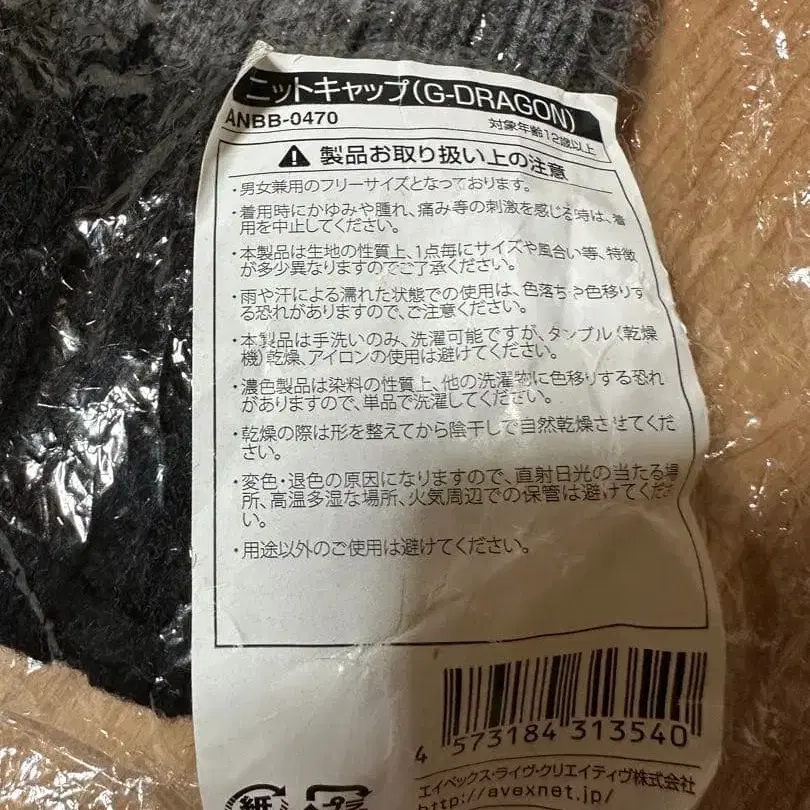 ニットキャップ(G-DRAGON)
ANBB-0470
対象年齢12歳以上
製品お取り扱い上の注意
・男女兼用のフリーサイズとなっております。
・着用時にかゆみや腫れ、痛み等の刺激を感じる時は、着
用を中止してください。
・本製品は生地の性質上、1点毎にサイズや風合い等、特徴
が多少異なりますのでご了承ください。
・雨や汗による濡れた状態での使用は、色落ちや色移りす
る恐れがありますので、ご注意ください。
・本製品は手洗いのみ、洗濯可能ですが、タンブル(乾燥
機)乾燥、アイロンの使用は避けてください。
・濃色製品は染料の性質上、他の洗濯物に色移りする恐れ
がありますので、単品で洗濯してください。
・乾燥の際は形を整えてから陰干しで自然乾燥させてくだ
さい。
・変色・退色の原因になりますので、直射日光の当たる場
所、高温多湿な場所、火気周辺での保管は避けてくださ
い。
・用途以外のご使用は避けてください。
4 573184 313540
エイベックス・ライヴ・クリエイティヴ株式会社
http://avexnet.jp/
紙
プラ